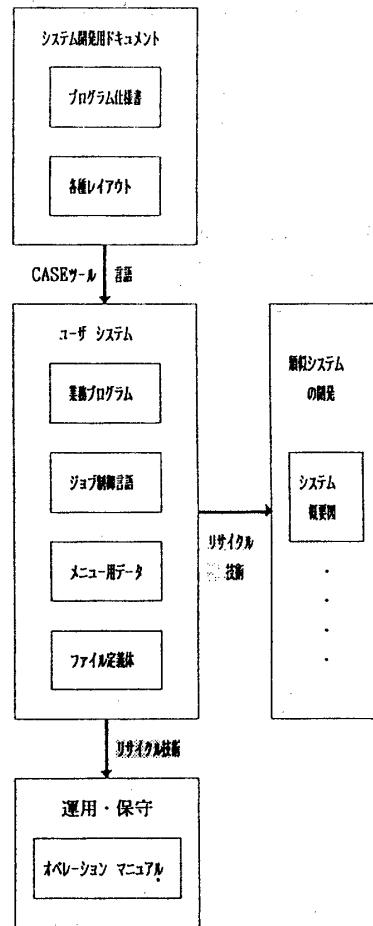 システム開発用ドキュメント
プログラム仕様書
各種レイアウト
CASEツール 言語
ユーザ システム
業務プログラム
ジョブ制御言語
メニュー用データ
ファイル定義体
類似システム
の開発
システム
概要図
リサイクル
技術
リサイクル技術
運用・保守
オペレーション マニュアル